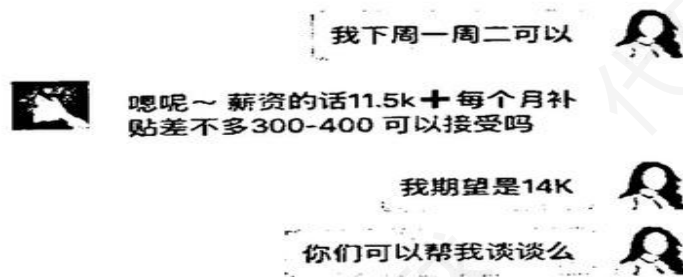 我下周一周二可以
嗯呢～ 薪资的话11.5k➕每个月补
贴差不多300-400 可以接受吗
我期望是14K
你们可以帮我谈谈么